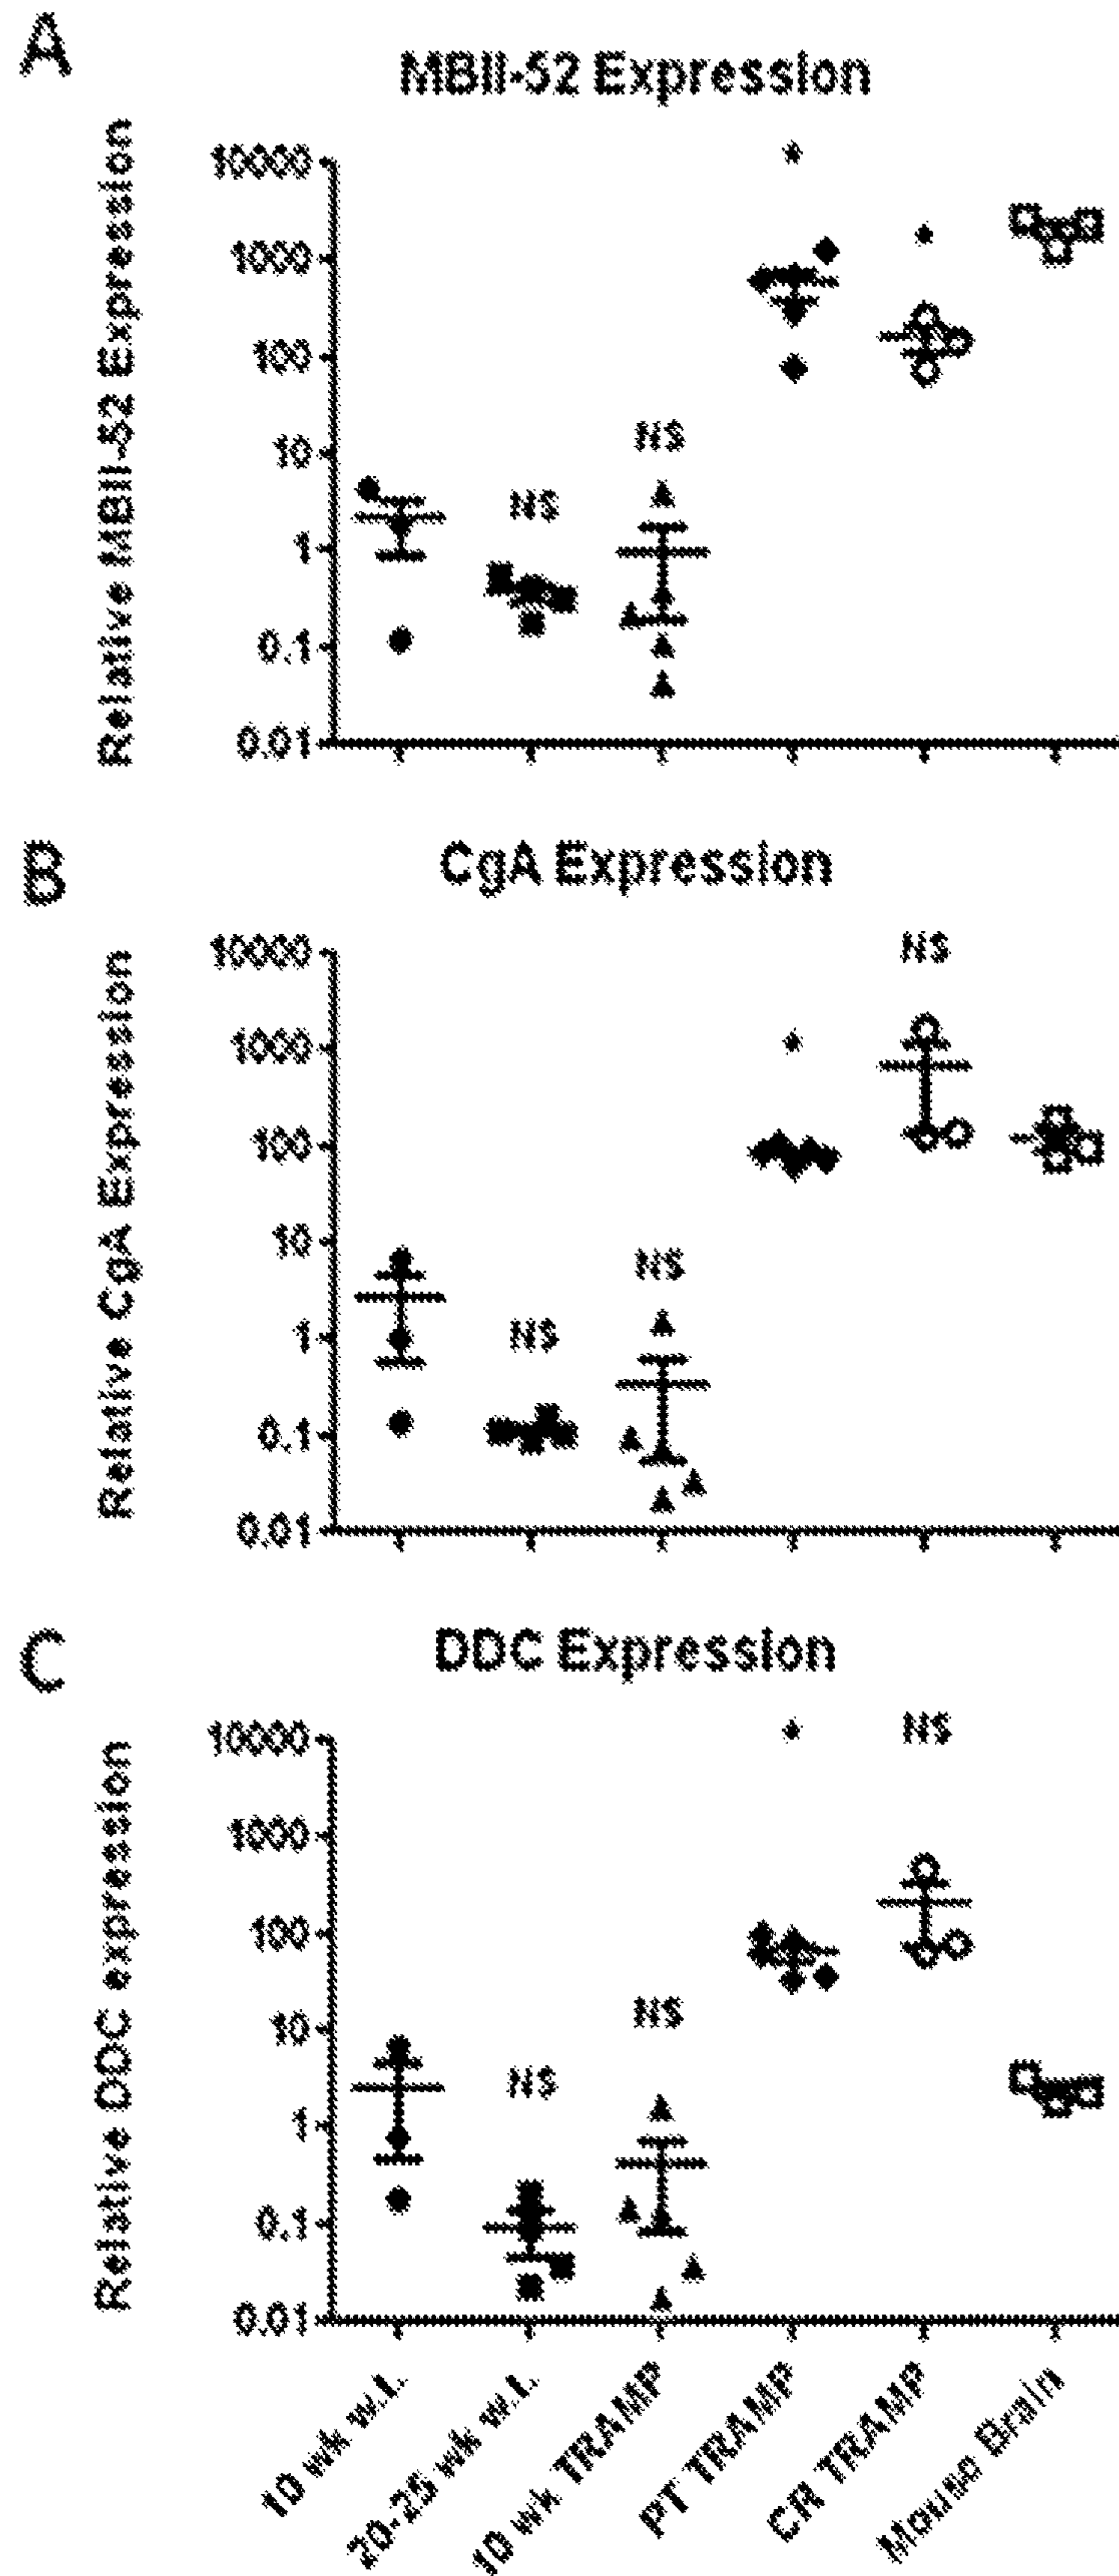 A
MBII-52 Expression
Relative MBII-52 Expression
10000
1000
100
10
1
0.1
0.01
NS
NS
*
*
B
CgA Expression
Relative CgA Expression
10000
1000
100
10
1
0.1
0.01
NS
NS
*
NS
C
DDC Expression
Relative DDC expression
10000
1000
100
10
1
0.1
0.01
NS
NS
*
NS
10 wk w.t.
20-25 wk w.t.
10 wk TRAMP
PT TRAMP
CR TRAMP
Mouse Brain